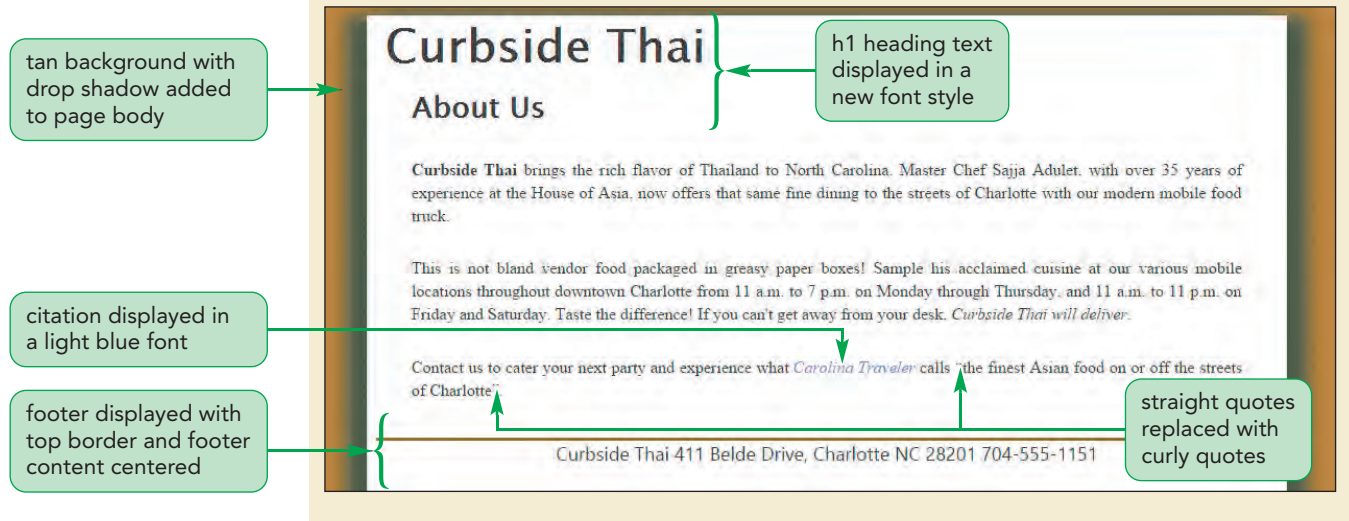 Curbside Thai
About Us
tan background with
drop shadow added
to page body
h1 heading text
displayed in a
new font style
Curbside Thai brings the rich flavor of Thailand to North Carolina. Master Chef Sajja Adulet, with over 35 years of
experience at the House of Asia, now offers that same fine dining to the streets of Charlotte with our modern mobile food
truck.
This is not bland vendor food packaged in greasy paper boxes! Sample his acclaimed cuisine at our various mobile
locations throughout downtown Charlotte from 11 a.m. to 7 p.m. on Monday through Thursday, and 11 a.m. to 11 p.m. on
Friday and Saturday. Taste the difference! If you can't get away from your desk, Curbside Thai will deliver.
citation displayed in
a light blue font
Contact us to cater your next party and experience what Carolina Traveler calls “the finest Asian food on or off the streets
of Charlotte”.
footer displayed with
top border and footer
content centered
straight quotes
replaced with
curly quotes
Curbside Thai 411 Belde Drive, Charlotte NC 28201 704-555-1151